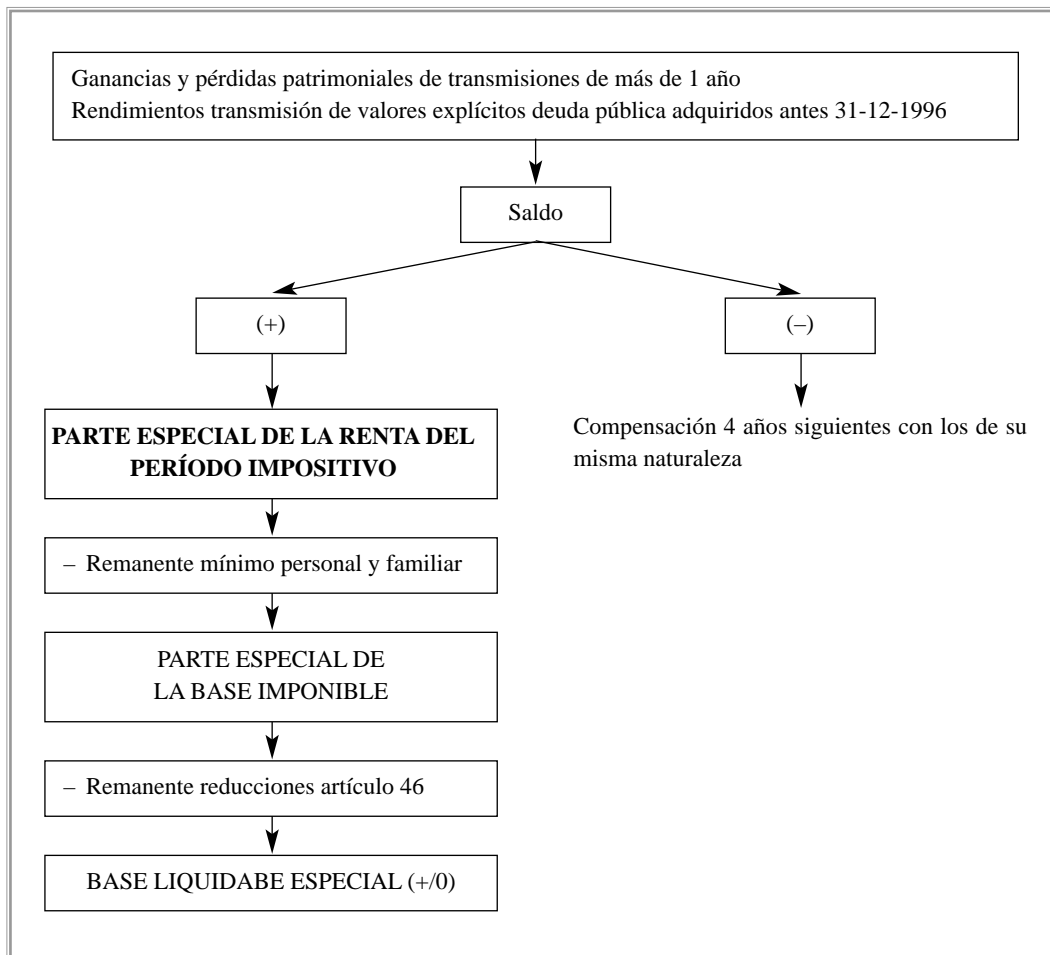 Ganancias y pérdidas patrimoniales de transmisiones de más de 1 año
Rendimientos transmisión de valores explícitos deuda pública adquiridos antes 31-12-1996
Saldo
(+)
(–)
PARTE ESPECIAL DE LA RENTA DEL
PERÍODO IMPOSITIVO
Compensación 4 años siguientes con los de su
misma naturaleza
– Remanente mínimo personal y familiar
PARTE ESPECIAL DE
LA BASE IMPONIBLE
– Remanente reducciones artículo 46
BASE LIQUIDABE ESPECIAL (+/0)